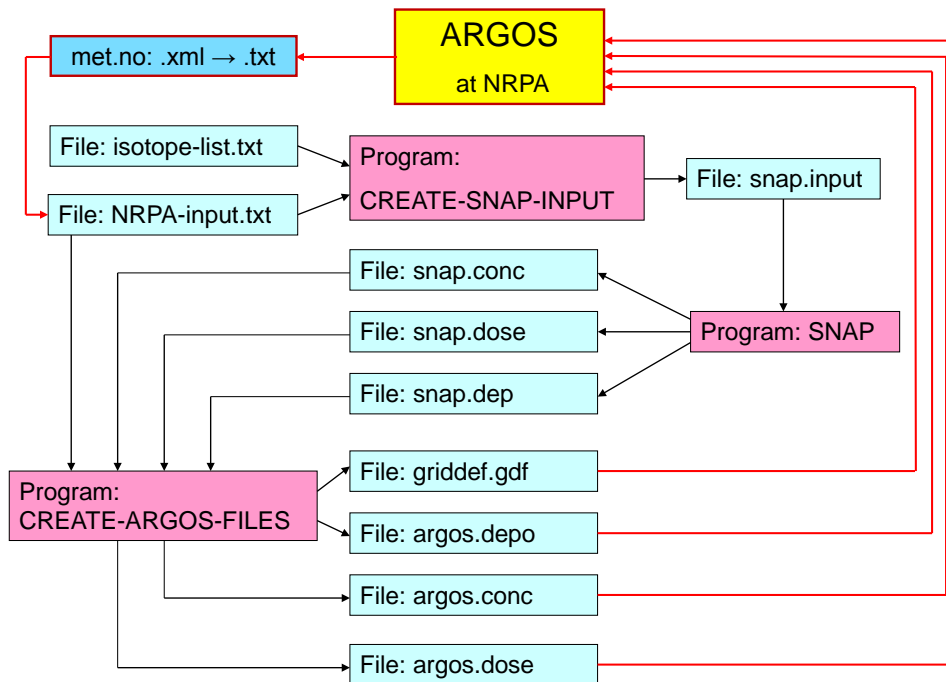 ARGOS
at NRPA
met.no: .xml → .txt
File: isotope-list.txt
Program:
CREATE-SNAP-INPUT
File: snap.input
File: NRPA-input.txt
File: snap.conc
File: snap.dose
Program: SNAP
File: snap.dep
File: griddef.gdf
Program:
CREATE-ARGOS-FILES
File: argos.depo
File: argos.conc
File: argos.dose